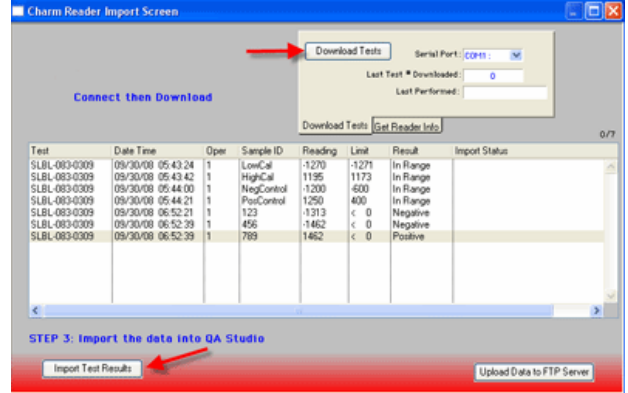 Charm Reader Import Screen
Download Tests
Serial Port: COM1 :
Last Test # Downloaded: 0
Last Performed:
Connect then Download
Download Tests Get Reader Info
0/7
Test Date Time Oper Sample ID Reading Limit Result Import Status
SLBL-083-0309 09/30/08 05:43:24 1 LowCal -1270 -1271 In Range
SLBL-083-0309 09/30/08 05:43:42 1 HighCal 1195 1173 In Range
SLBL-083-0309 09/30/08 05:44:00 1 NegControl -1200 -600 In Range
SLBL-083-0309 09/30/08 05:44:21 1 PosControl 1250 400 In Range
SLBL-083-0309 09/30/08 06:52:21 1 123 -1313 < 0 Negative
SLBL-083-0309 09/30/08 06:52:39 1 456 -1462 < 0 Negative
SLBL-083-0309 09/30/08 06:52:39 1 789 1462 < 0 Positive
STEP 3: Import the data into QA Studio
Import Test Results
Upload Data to FTP Server